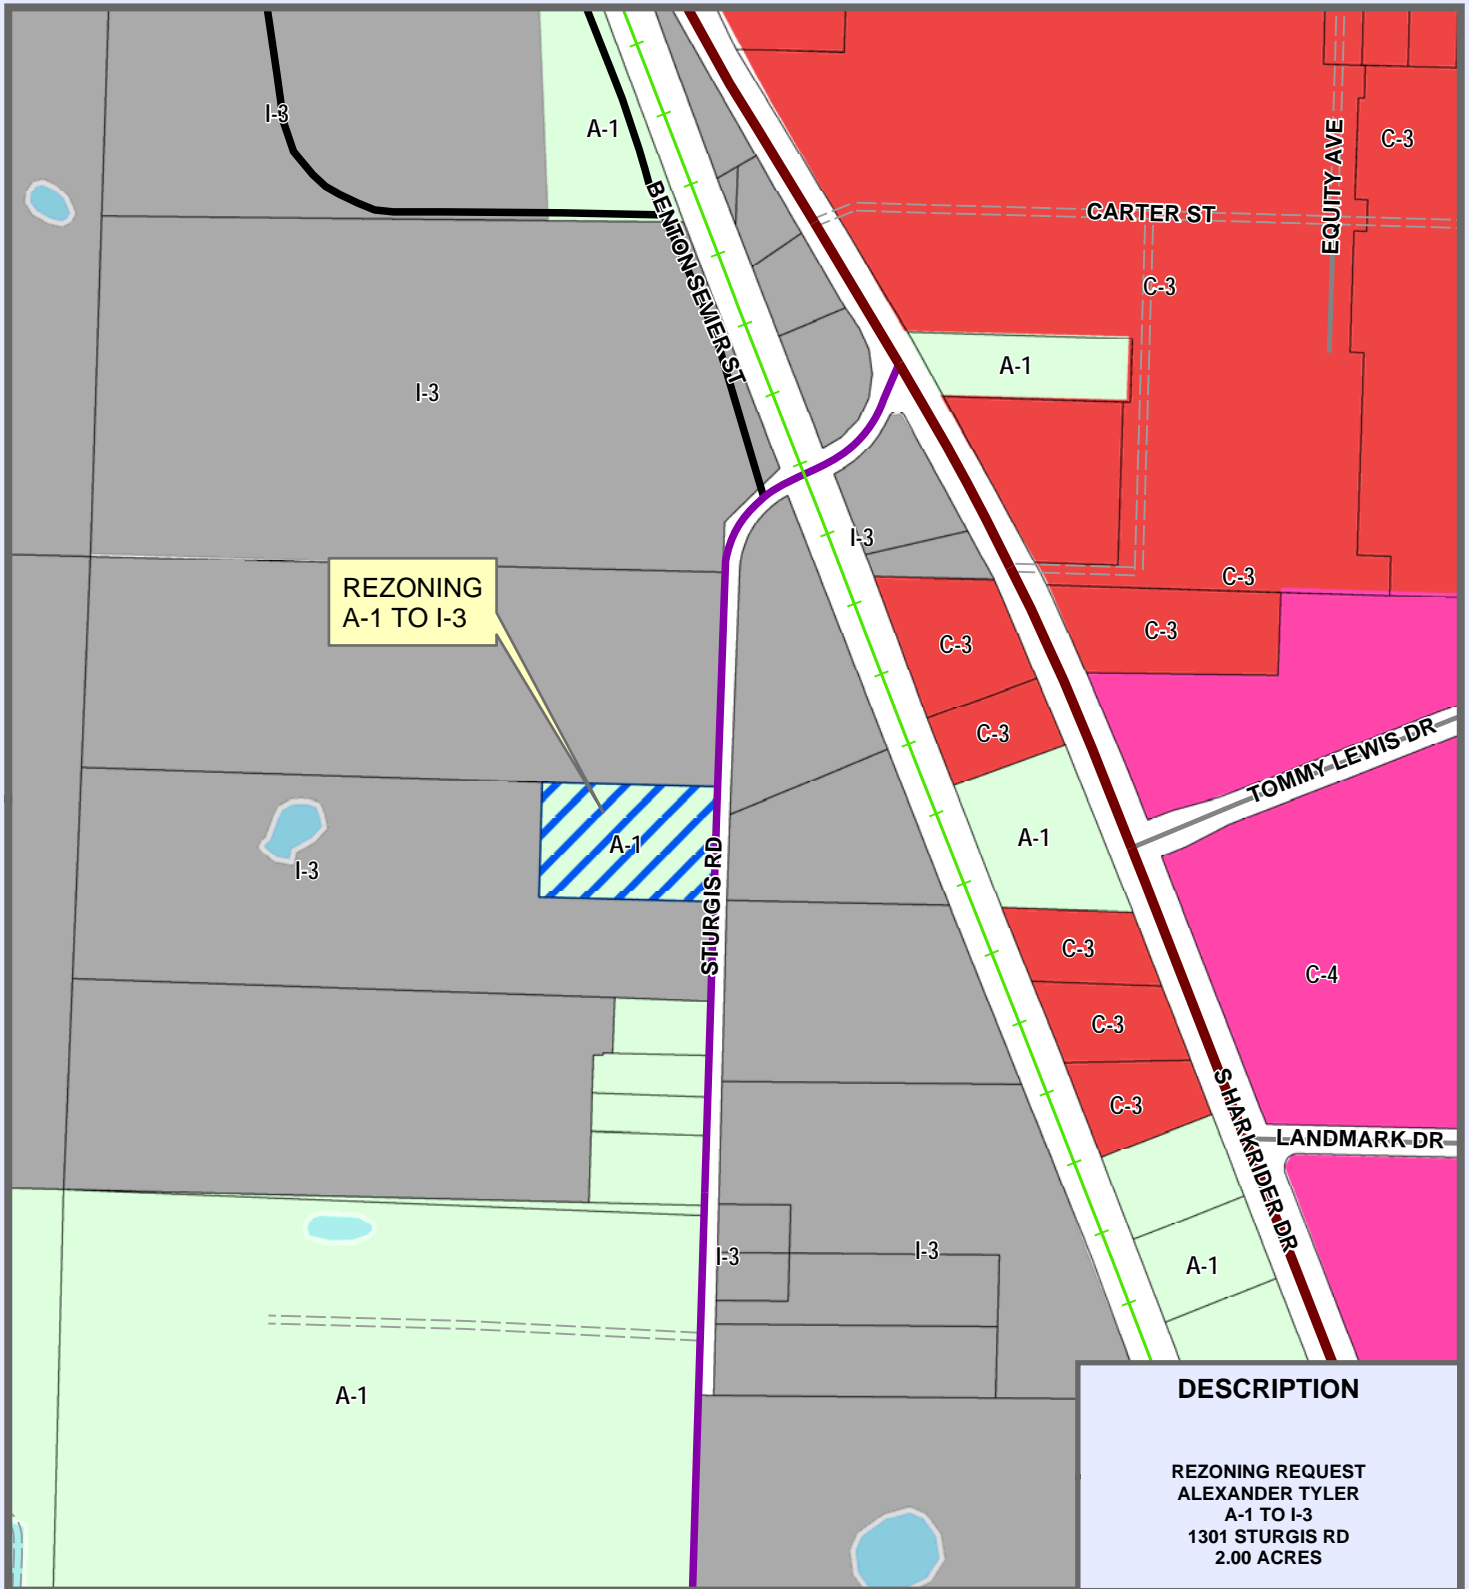 I-3
A-1
C-3
EQUITY AVE
CARTER ST
BENTON SEVIER ST
C-3
A-1
I-3
I-3
C-3
REZONING
A-1 TO I-3
C-3
C-3
C-3
TOMMY LEWIS DR
A-1
A-1
I-3
STURGIS RD
C-3
C-4
C-3
C-3
S HARKRIDER DR
LANDMARK DR
I-3
I-3
A-1
A-1
DESCRIPTION
REZONING REQUEST
ALEXANDER TYLER
A-1 TO I-3
1301 STURGIS RD
2.00 ACRES